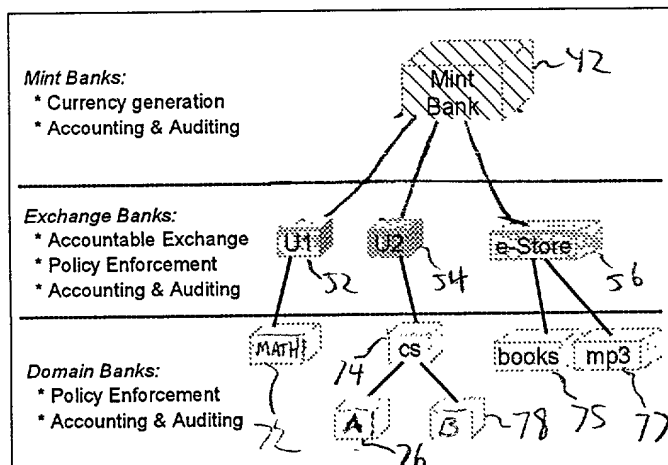 Mint Banks:
* Currency generation
* Accounting & Auditing
Mint
Bank
42
Exchange Banks:
* Accountable Exchange
* Policy Enforcement
* Accounting & Auditing
U1
52
U2
54
e-Store
56
Domain Banks:
* Policy Enforcement
* Accounting & Auditing
MATH
72
cs
74
A
76
B
78
books
75
mp3
77